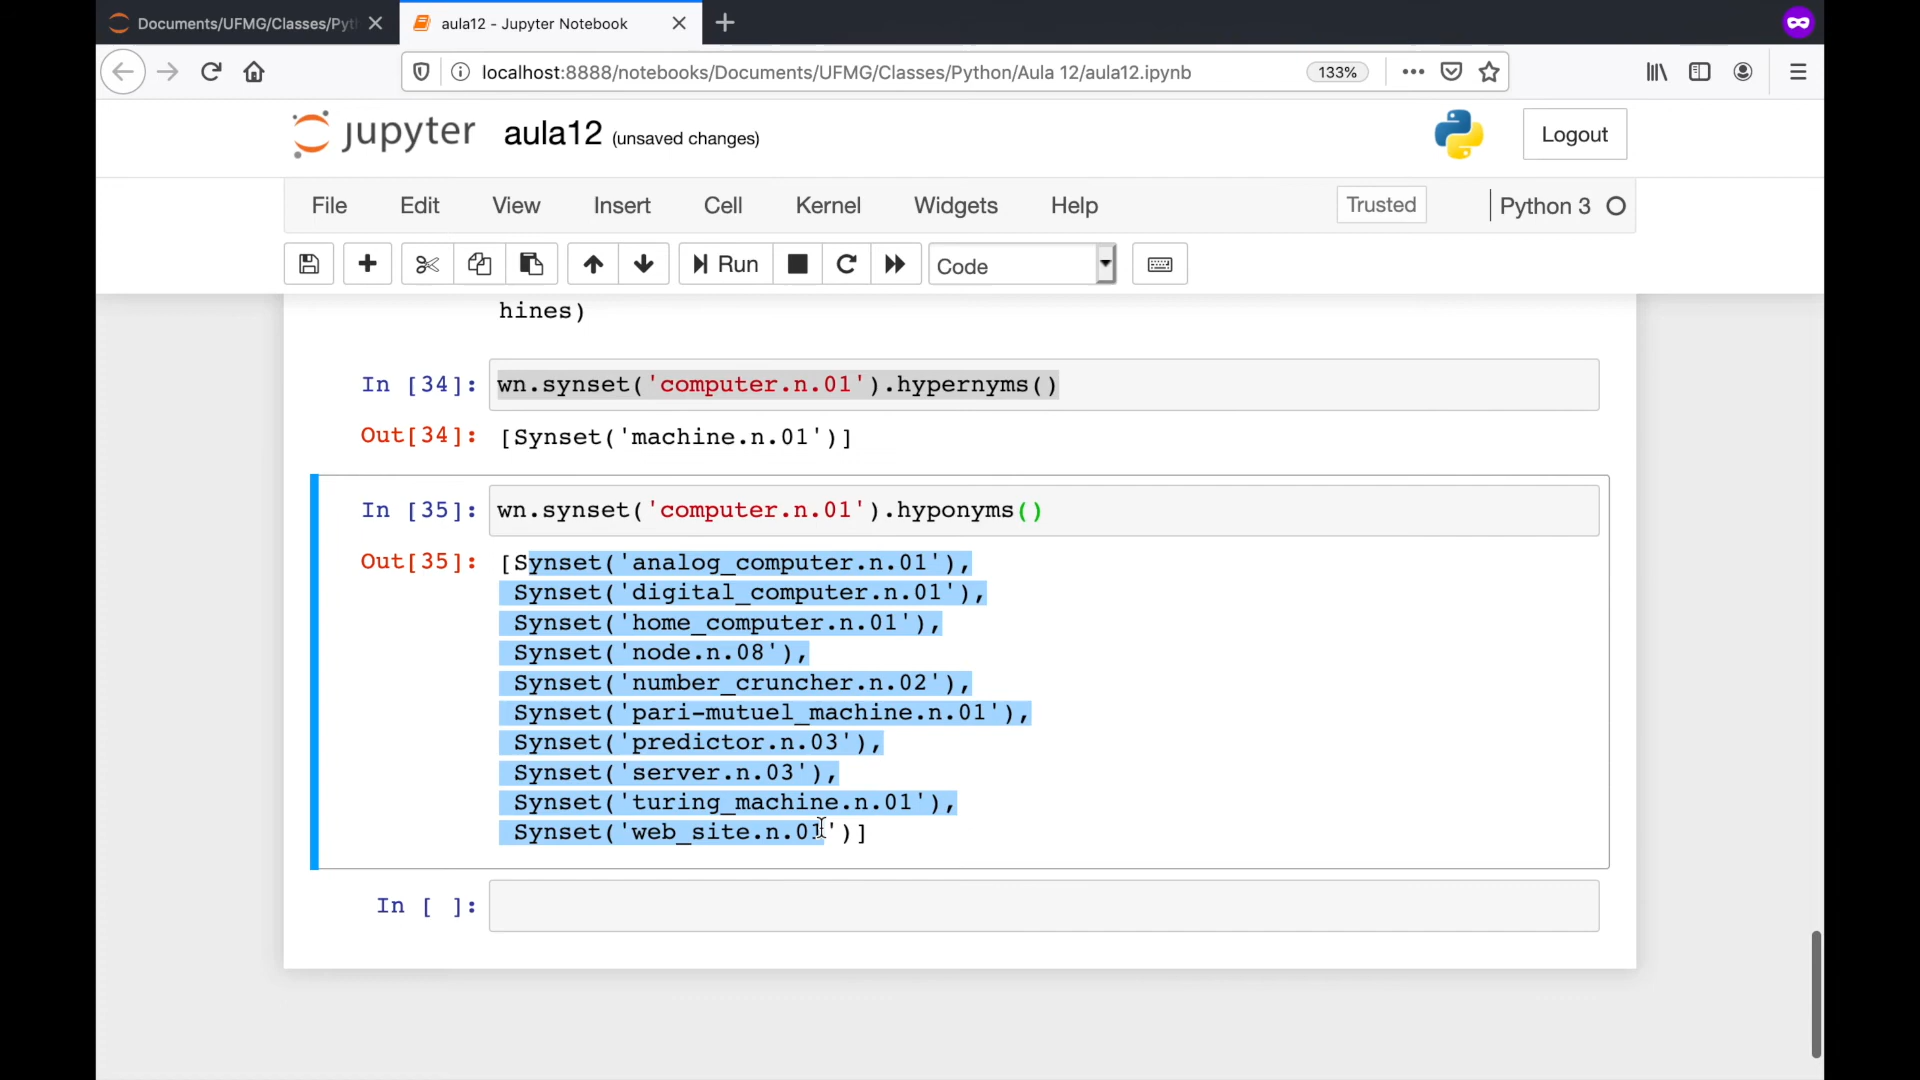 Documents/UFMG/Classes/Pyt
aula12 - Jupyter Notebook
localhost:8888/notebooks/Documents/UFMG/Classes/Python/Aula 12/aula12.ipynb
133%
jupyter aula12 (unsaved changes)
Logout
File Edit View Insert Cell Kernel Widgets Help Trusted Python 3
Run Code
hines)
In [34]: wn.synset('computer.n.01').hypernyms()
Out[34]: [Synset('machine.n.01')]
In [35]: wn.synset('computer.n.01').hyponyms()
Out[35]: [Synset('analog_computer.n.01'),
Synset('digital_computer.n.01'),
Synset('home_computer.n.01'),
Synset('node.n.08'),
Synset('number_cruncher.n.02'),
Synset('pari-mutuel_machine.n.01'),
Synset('predictor.n.03'),
Synset('server.n.03'),
Synset('turing_machine.n.01'),
Synset('web_site.n.01')]
In [ ]: